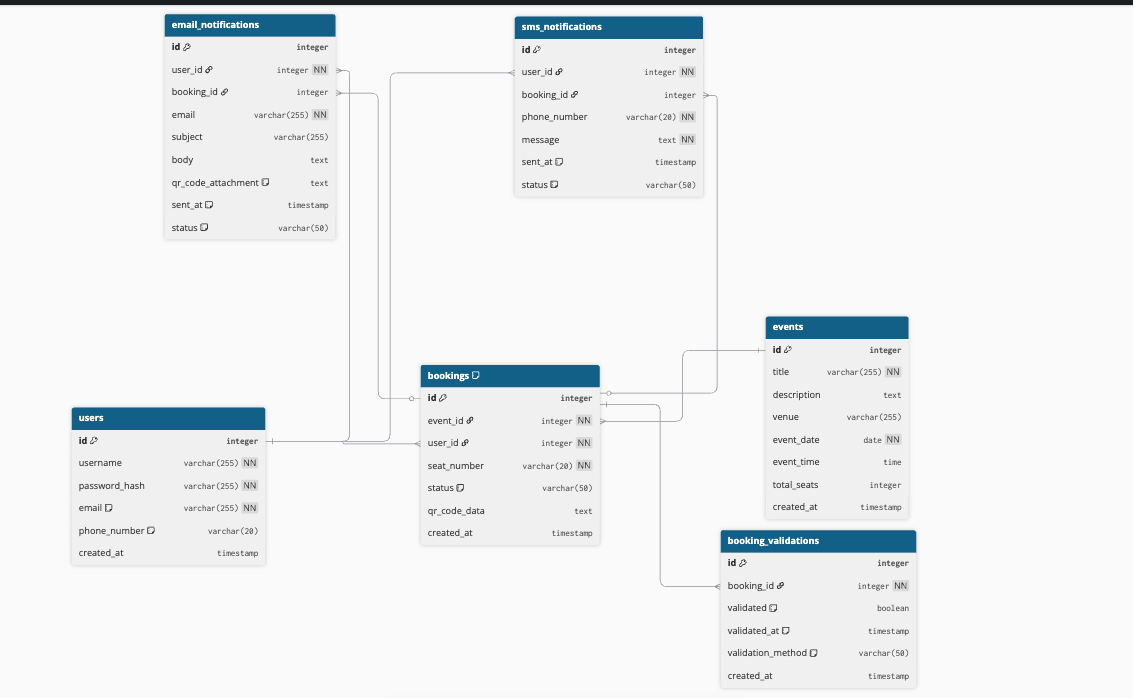 email_notifications
id integer
user_id integer NN
booking_id integer
email varchar(255) NN
subject varchar(255)
body text
qr_code_attachment text
sent_at timestamp
status varchar(50)
sms_notifications
id integer
user_id integer NN
booking_id integer
phone_number varchar(20) NN
message text NN
sent_at timestamp
status varchar(50)
events
id integer
title varchar(255) NN
description text
venue varchar(255)
event_date date NN
event_time time
total_seats integer
created_at timestamp
bookings
id integer
event_id integer NN
user_id integer NN
seat_number varchar(20) NN
status varchar(50)
qr_code_data text
created_at timestamp
users
id integer
username varchar(255) NN
password_hash varchar(255) NN
email varchar(255) NN
phone_number varchar(20)
created_at timestamp
booking_validations
id integer
booking_id integer NN
validated boolean
validated_at timestamp
validation_method varchar(50)
created_at timestamp